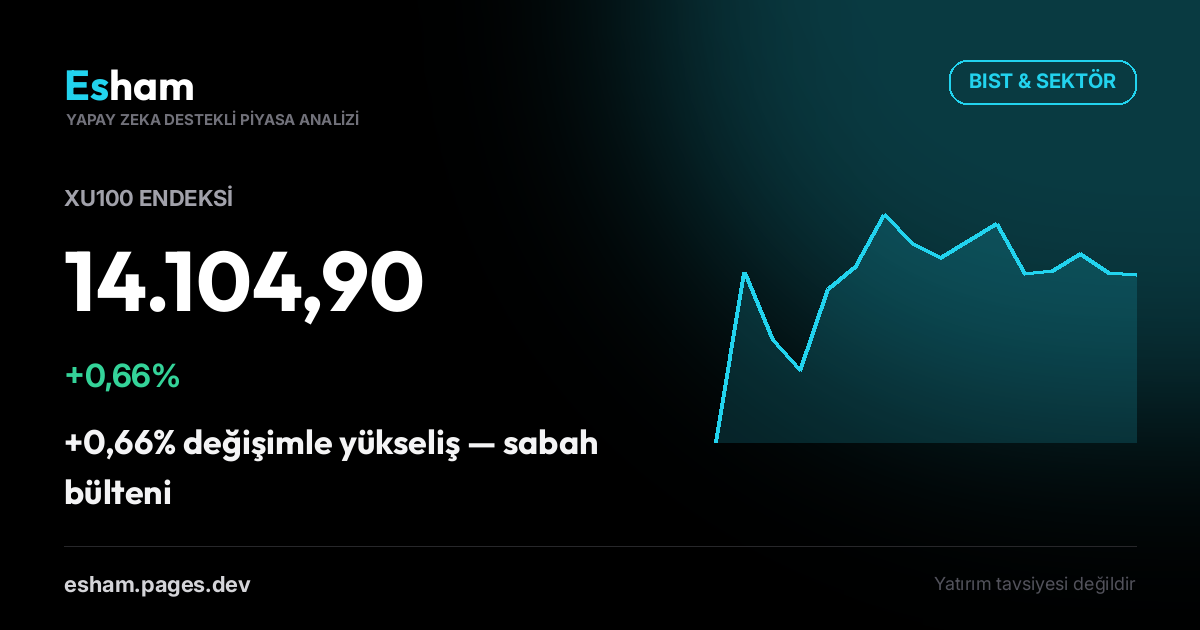 Esham
YAPAY ZEKA DESTEKLİ PİYASA ANALİZİ
BIST & SEKTÖR
XU100 ENDEKSİ
14.104,90
+0,66%
+0,66% değişimle yükseliş — sabah
bülteni
esham.pages.dev
Yatırım tavsiyesi değildir